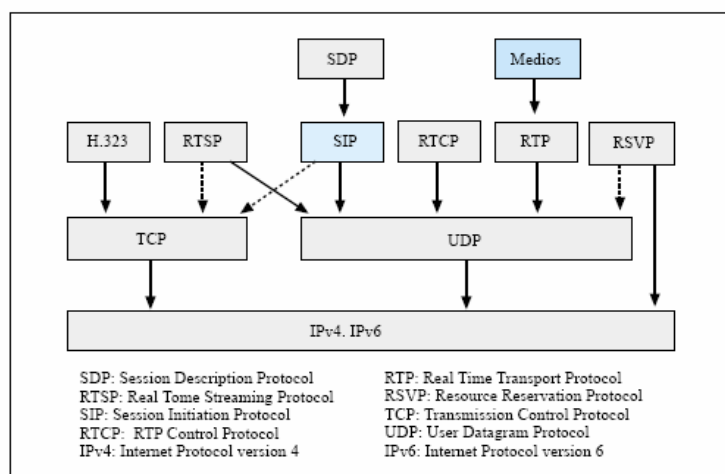 SDP
Medios
H.323
RTSP
SIP
RTCP
RTP
RSVP
TCP
UDP
IPv4. IPv6
SDP: Session Description Protocol
RTSP: Real Tome Streaming Protocol
SIP: Session Initiation Protocol
RTCP: RTP Control Protocol
IPv4: Internet Protocol version 4
RTP: Real Time Transport Protocol
RSVP: Resource Reservation Protocol
TCP: Transmission Control Protocol
UDP: User Datagram Protocol
IPv6: Internet Protocol version 6